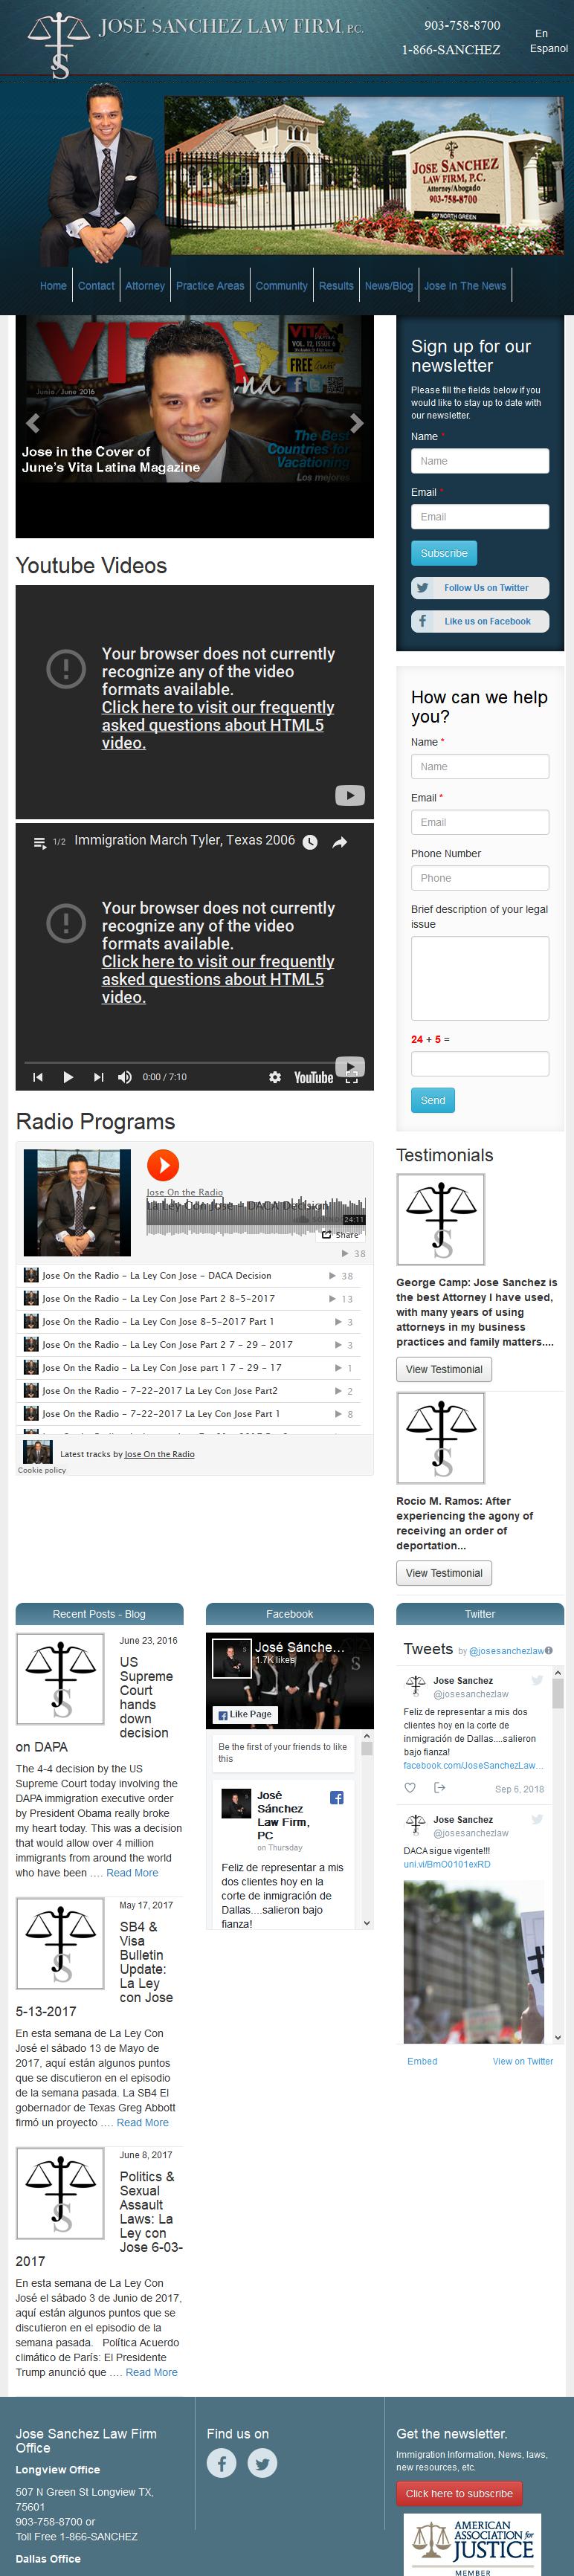 JOSE SANCHEZ LAW FIRM, P.C.
903-758-8700
1-866-SANCHEZ
En
Espanol
JOSE SANCHEZ
LAW FIRM, P.C.
Attorney/Abogado
903-758-8700
507 NORTH GREEN
Home
Contact
Attorney
Practice Areas
Community
Results
News/Blog
Jose In The News
VITA
VITA
VOL. 12, ISSUE 6
FREE
Junio / June 2016
The Best
Countries for
Vacationing
Los mejores
Jose in the Cover of
June's Vita Latina Magazine
Youtube Videos
Your browser does not currently
recognize any of the video
formats available.
Click here to visit our frequently
asked questions about HTML5
video.
1/2 Immigration March Tyler, Texas 2006
Your browser does not currently
recognize any of the video
formats available.
Click here to visit our frequently
asked questions about HTML5
video.
0:00 / 7:10
YouTube
Radio Programs
Jose On the Radio
La Ley Con Jose - DACA Decision
24:11
Share
38
Jose On the Radio - La Ley Con Jose - DACA Decision 38
Jose On the Radio - La Ley Con Jose Part 2 8-5-2017 13
Jose On the Radio - La Ley Con Jose 8-5-2017 Part 1 3
Jose On the Radio - La Ley Con Jose Part 2 7 - 29 - 2017 3
Jose On the Radio - La Ley Con Jose part 1 7 - 29 - 17 1
Jose On the Radio - 7-22-2017 La Ley Con Jose Part2 2
Jose On the Radio - 7-22-2017 La Ley Con Jose Part 1 8
Latest tracks by Jose On the Radio
Cookie policy
Sign up for our
newsletter
Please fill the fields below if you
would like to stay up to date with
our newsletter.
Name *
Name
Email *
Email
Subscribe
Follow Us on Twitter
Like us on Facebook
How can we help
you?
Name *
Name
Email *
Email
Phone Number
Phone
Brief description of your legal
issue
24 + 5 =
Send
Testimonials
George Camp: Jose Sanchez is
the best Attorney I have used,
with many years of using
attorneys in my business
practices and family matters....
View Testimonial
Rocio M. Ramos: After
experiencing the agony of
receiving an order of
deportation...
View Testimonial
Recent Posts - Blog
June 23, 2016
US
Supreme
Court
hands
down
decision
on DAPA
The 4-4 decision by the US
Supreme Court today involving the
DAPA immigration executive order
by President Obama really broke
my heart today. This was a decision
that would allow over 4 million
immigrants from around the world
who have been .... Read More
May 17, 2017
SB4 &
Visa
Bulletin
Update:
La Ley
con Jose
5-13-2017
En esta semana de La Ley Con
José el sábado 13 de Mayo de
2017, aquí están algunos puntos
que se discutieron en el episodio
de la semana pasada. La SB4 El
gobernador de Texas Greg Abbott
firmó un proyecto .... Read More
June 8, 2017
Politics &
Sexual
Assault
Laws: La
Ley con
Jose 6-03-
2017
En esta semana de La Ley Con
José el sábado 3 de Junio de 2017,
aquí están algunos puntos que se
discutieron en el episodio de la
semana pasada. Política Acuerdo
climático de París: El Presidente
Trump anunció que .... Read More
Facebook
José Sánche...
1.7K likes
Like Page
Be the first of your friends to like
this
José
Sánchez
Law Firm,
PC
on Thursday
Feliz de representar a mis
dos clientes hoy en la
corte de inmigración de
Dallas....salieron bajo
fianza!
Twitter
Tweets by @josesanchezlaw
Jose Sanchez
@josesanchezlaw
Feliz de representar a mis dos
clientes hoy en la corte de
inmigración de Dallas....salieron
bajo fianza!
facebook.com/JoseSanchezLaw...
Sep 6, 2018
Jose Sanchez
@josesanchezlaw
DACA sigue vigente!!!
uni.vi/BmO0101exRD
Embed
View on Twitter
Jose Sanchez Law Firm
Office
Longview Office
507 N Green St Longview TX,
75601
903-758-8700 or
Toll Free 1-866-SANCHEZ
Dallas Office
Find us on
Get the newsletter.
Immigration Information, News, laws,
new resources, etc.
Click here to subscribe
AMERICAN
ASSOCIATION for
JUSTICE
MEMBER